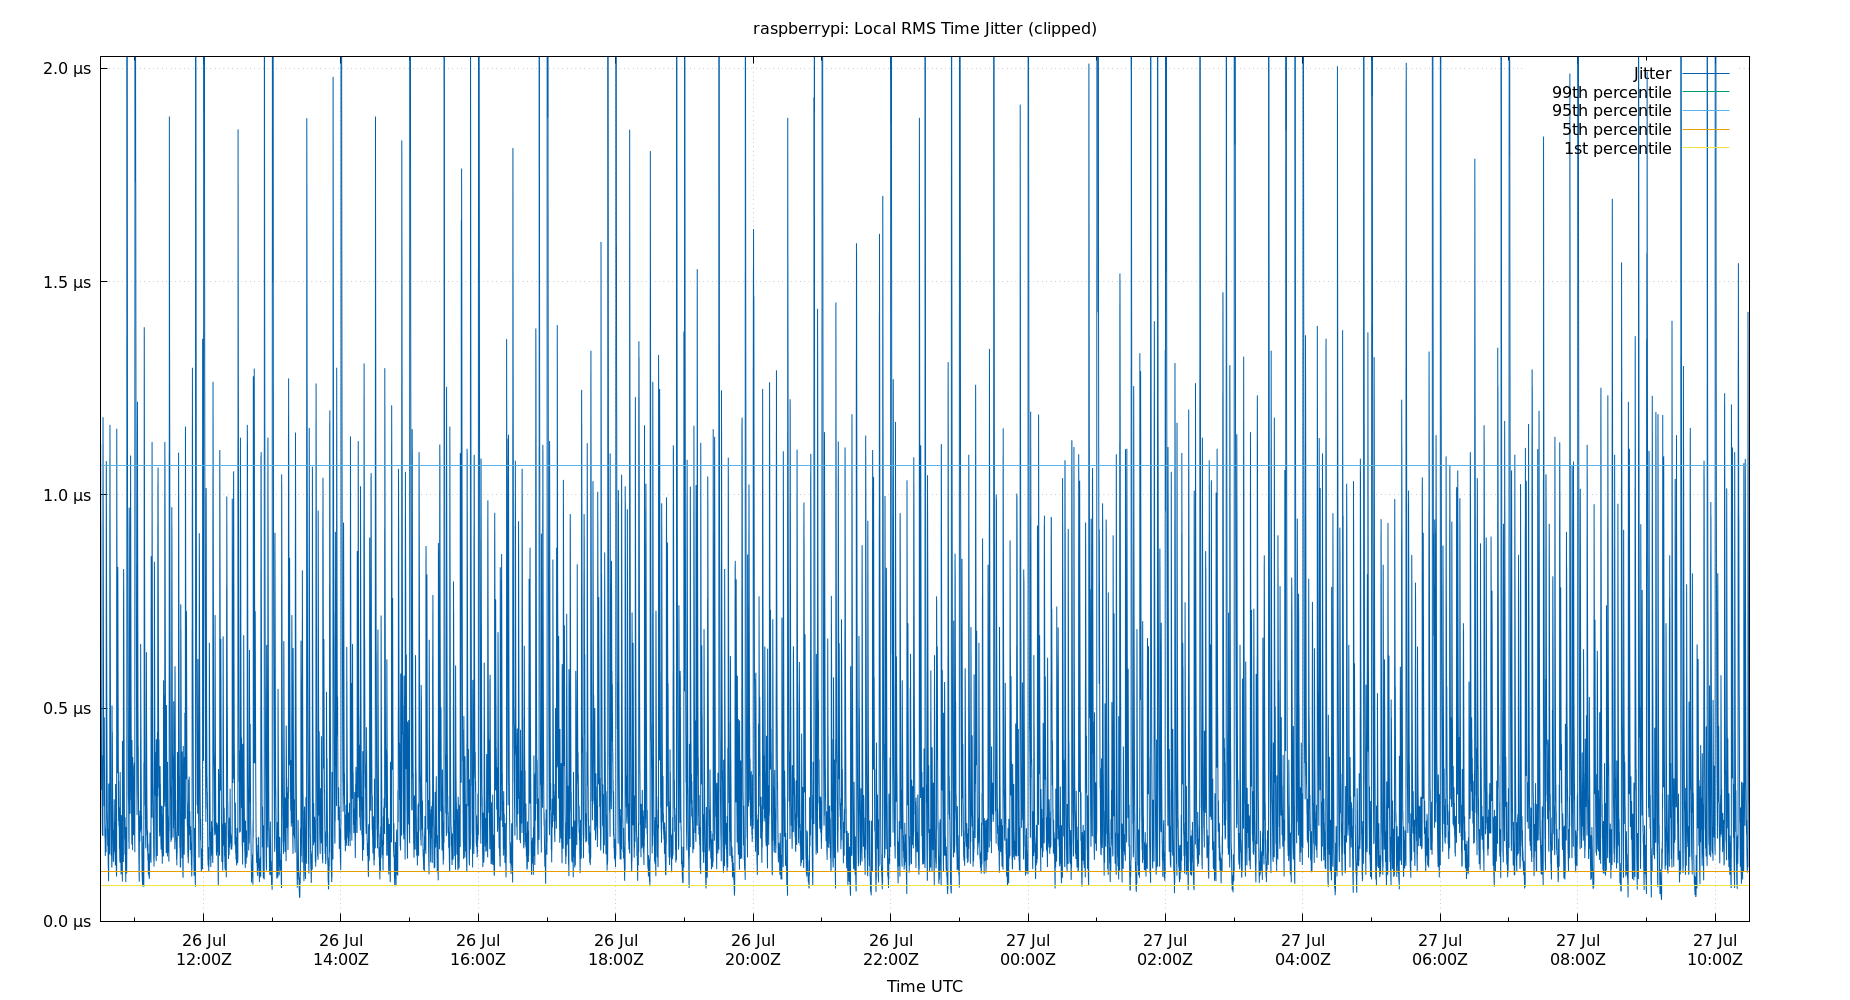 raspberrypi: Local RMS Time Jitter (clipped)
2.0 µs
1.5 µs
1.0 µs
0.5 µs
0.0 µs
Jitter
99th percentile
95th percentile
5th percentile
1st percentile
26 Jul 26 Jul 26 Jul 26 Jul 26 Jul 26 Jul 27 Jul 27 Jul 27 Jul 27 Jul 27 Jul 27 Jul
12:00Z 14:00Z 16:00Z 18:00Z 20:00Z 22:00Z 00:00Z 02:00Z 04:00Z 06:00Z 08:00Z 10:00Z
Time UTC